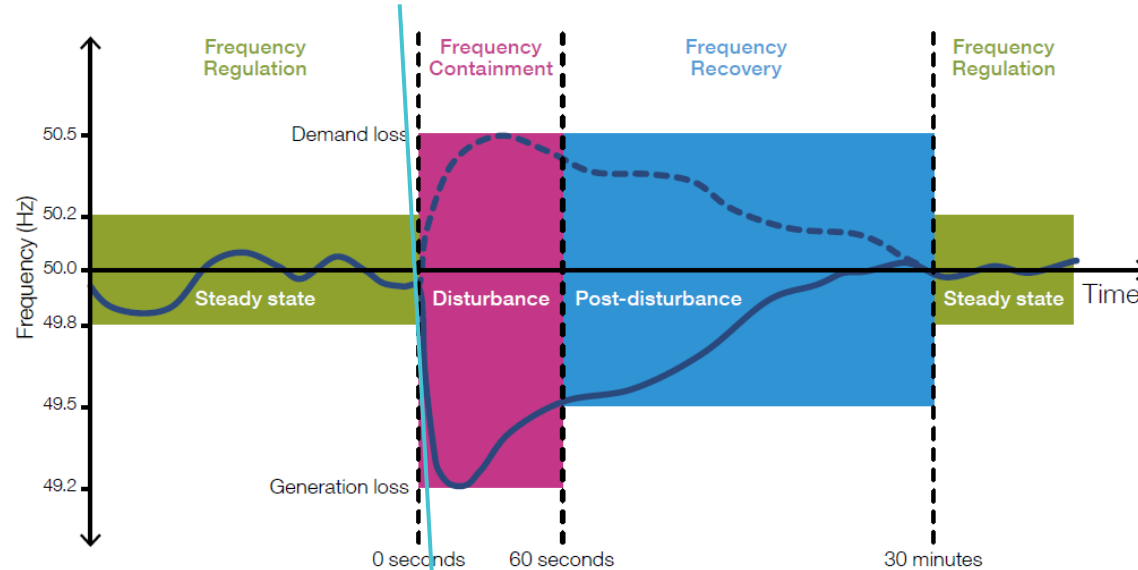 Frequency
Regulation
Frequency
Containment
Frequency
Recovery
Frequency
Regulation
Frequency (Hz)
50.5
50.2
50.0
49.8
49.5
49.2
Demand loss
Generation loss
Steady state
Disturbance
Post-disturbance
Steady state
Time
0 seconds
60 seconds
30 minutes